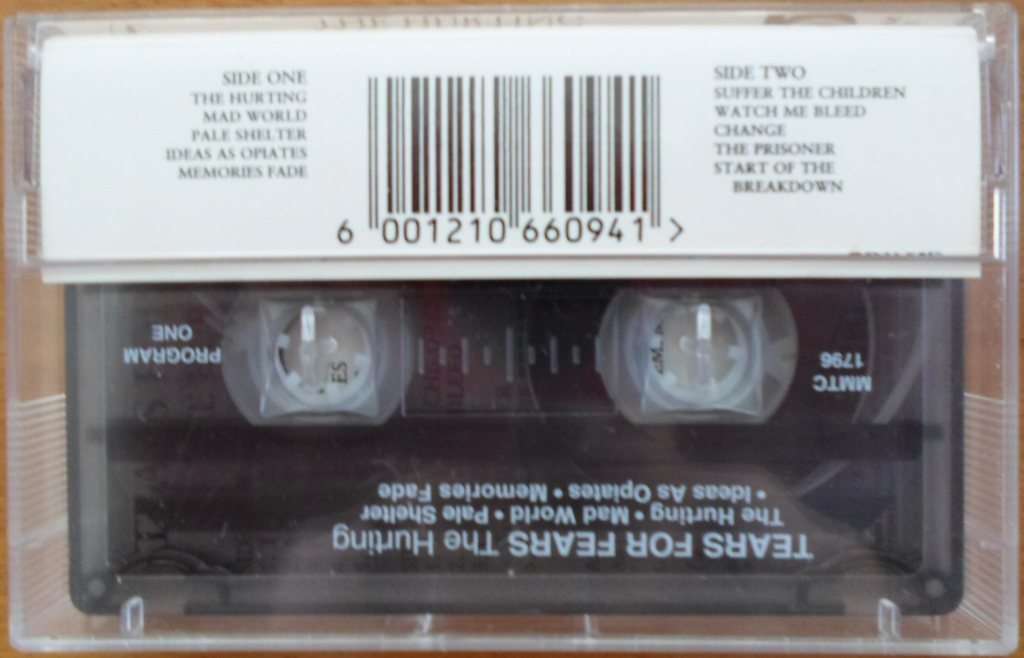 SIDE ONE
THE HURTING
MAD WORLD
PALE SHELTER
IDEAS AS OPIATES
MEMORIES FADE
6 001210 660941 >
SIDE TWO
SUFFER THE CHILDREN
WATCH ME BLEED
CHANGE
THE PRISONER
START OF THE
BREAKDOWN
TEARS FOR FEARS The Hurting
The Hurting • Mad World • Pale Shelter
• Ideas As Opiates • Memories Fade
MMTC
1796
PROGRAM
ONE
ES